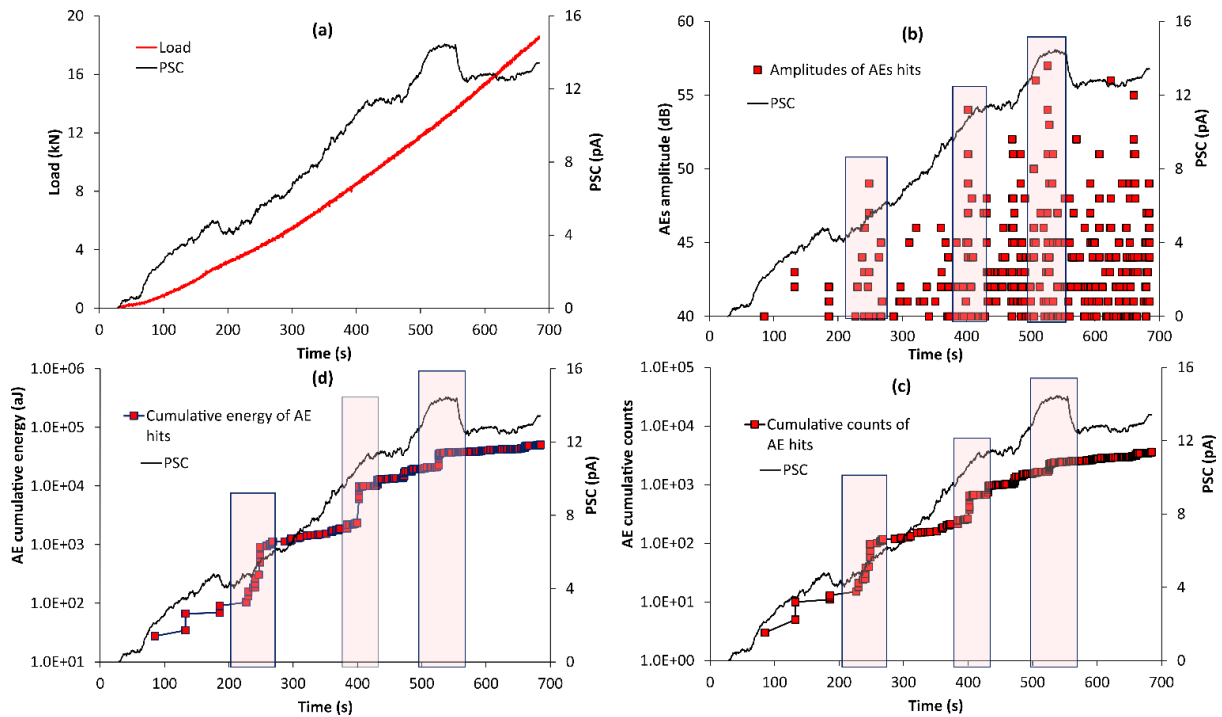 (a)
Load
PSC
Load (kN)
20
16
12
8
4
0
PSC (pA)
16
12
8
4
0
0 100 200 300 400 500 600 700
Time (s)
(b)
Amplitudes of AEs hits
PSC
AEs amplitude (dB)
60
55
50
45
40
PSC (pA)
16
12
8
4
0
0 100 200 300 400 500 600 700
Time (s)
(d)
Cumulative energy of AE
hits
PSC
AE cumulative energy (aJ)
1.0E+06
1.0E+05
1.0E+04
1.0E+03
1.0E+02
1.0E+01
PSC (pA)
16
12
8
4
0
0 100 200 300 400 500 600 700
Time (s)
(c)
Cumulative counts of
AE hits
PSC
AE cumulative counts
1.0E+05
1.0E+04
1.0E+03
1.0E+02
1.0E+01
1.0E+00
PSC (pA)
16
12
8
4
0
0 100 200 300 400 500 600 700
Time (s)